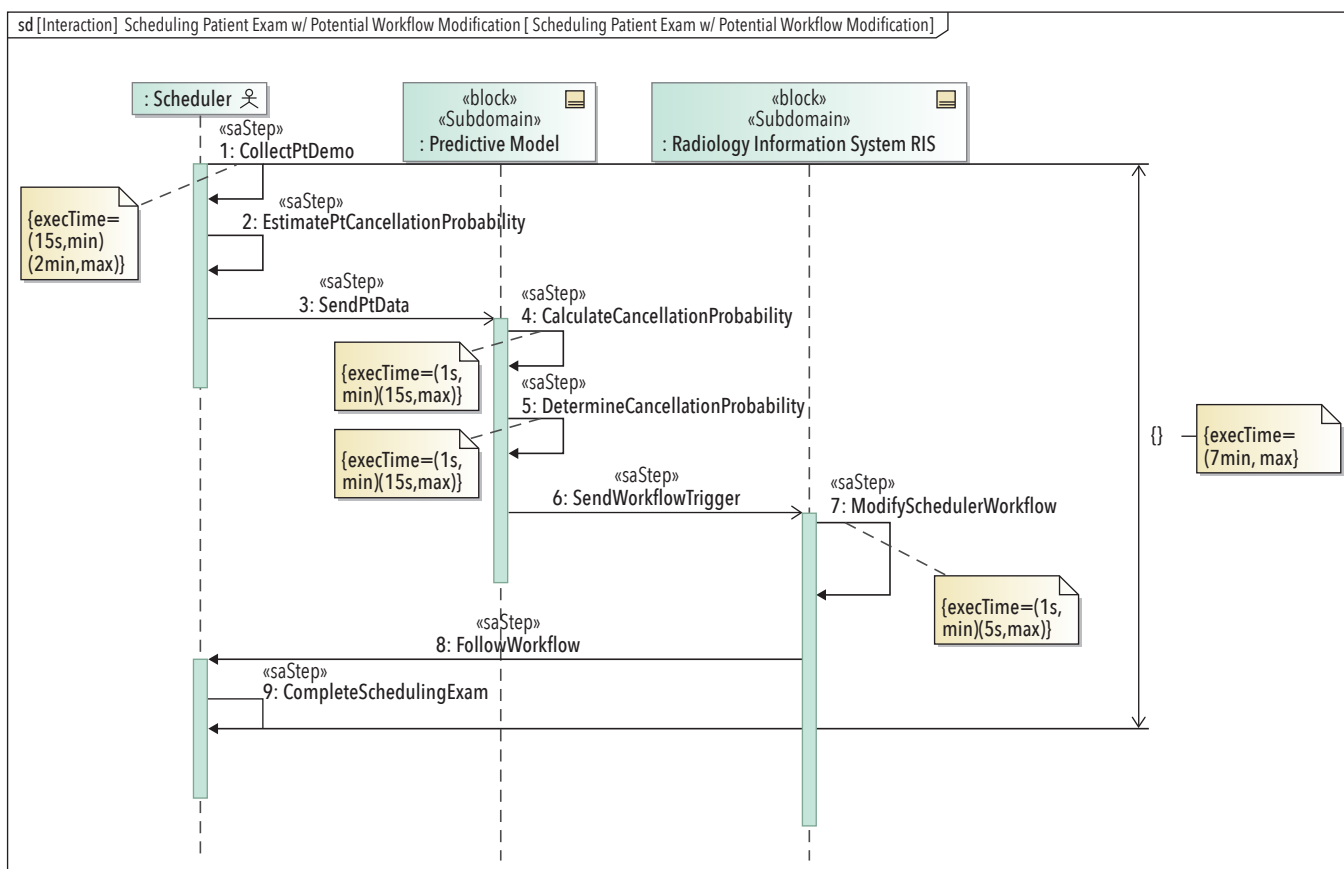 sd [Interaction] Scheduling Patient Exam w/ Potential Workflow Modification [ Scheduling Patient Exam w/ Potential Workflow Modification]
: Scheduler
«block»
«Subdomain»
: Predictive Model
«block»
«Subdomain»
: Radiology Information System RIS
«saStep»
1: CollectPtDemo
{execTime=
(15s,min)
(2min,max)}
«saStep»
2: EstimatePtCancellationProbability
«saStep»
3: SendPtData
«saStep»
4: CalculateCancellationProbability
{execTime=(1s,
min)(15s,max)}
«saStep»
5: DetermineCancellationProbability
{execTime=(1s,
min)(15s,max)}
{}
{execTime=
(7min, max}
«saStep»
6: SendWorkflowTrigger
«saStep»
7: ModifySchedulerWorkflow
{execTime=(1s,
min)(5s,max)}
«saStep»
8: FollowWorkflow
«saStep»
9: CompleteSchedulingExam